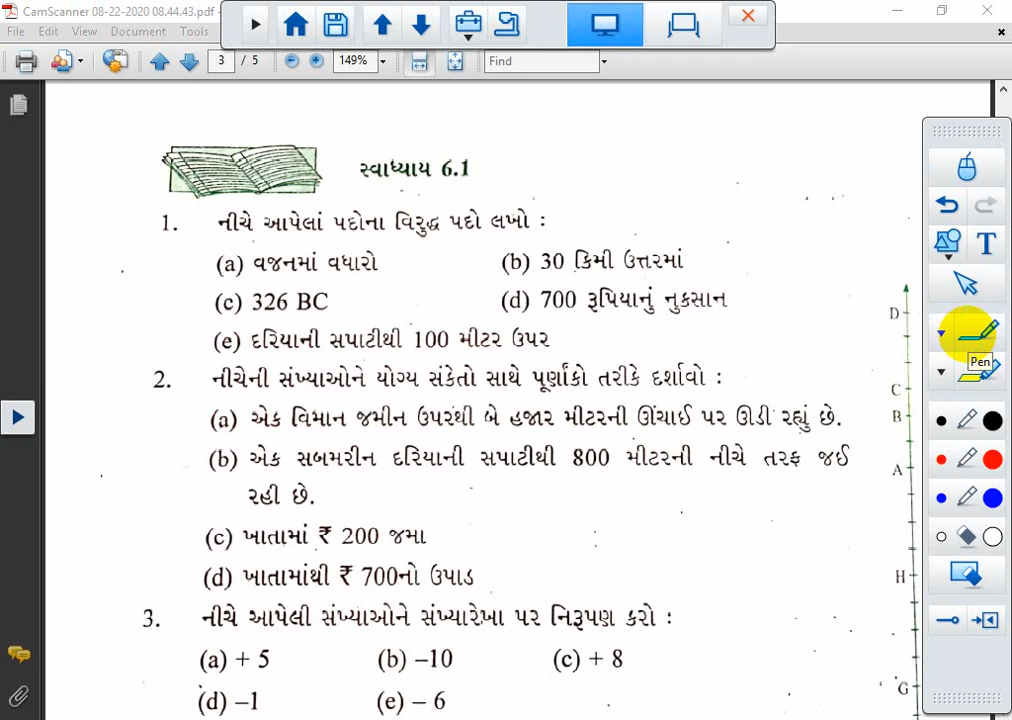 CamScanner 08-22-2020 08.44.43.pdf -
File Edit View Document Tools
3 / 5 149% Find
સ્વાધ્યાય 6.1
1. નીચે આપેલાં પદોના વિરુદ્ધ પદો લખો :
(a) વજનમાં વધારો (b) 30 કિમી ઉત્તરમાં
(c) 326 BC (d) 700 રૂપિયાનું નુકસાન
(e) દરિયાની સપાટીથી 100 મીટર ઉપર
2. નીચેની સંખ્યાઓને યોગ્ય સંકેતો સાથે પૂર્ણાંકો તરીકે દર્શાવો :
(a) એક વિમાન જમીન ઉપરથી બે હજાર મીટરની ઊંચાઈ પર ઊડી રહ્યું છે.
(b) એક સબમરીન દરિયાની સપાટીથી 800 મીટરની નીચે તરફ જઈ
રહી છે.
(c) ખાતામાં ₹ 200 જમા
(d) ખાતામાંથી ₹ 700નો ઉપાડ
3. નીચે આપેલી સંખ્યાઓને સંખ્યારેખા પર નિરૂપણ કરો :
(a) + 5 (b) –10 (c) + 8
(d) –1 (e) – 6
D
C
B
A
H
G
T
Pen